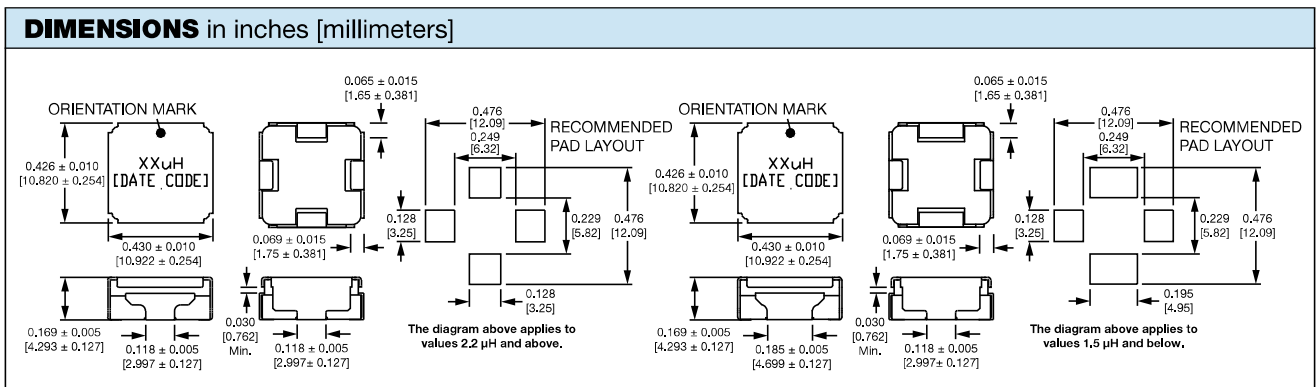 DIMENSIONS in inches [millimeters]
ORIENTATION MARK
XXuH
[DATE CODE]
0.426 ± 0.010
[10.820 ± 0.254]
0.430 ± 0.010
[10.922 ± 0.254]
0.065 ± 0.015
[1.65 ± 0.381]
0.069 ± 0.015
[1.75 ± 0.381]
0.476
[12.09]
0.249
[6.32]
RECOMMENDED
PAD LAYOUT
0.128
[3.25]
0.229
[5.82]
0.476
[12.09]
0.128
[3.25]
0.169 ± 0.005
[4.293 ± 0.127]
0.118 ± 0.005
[2.997 ± 0.127]
0.030
[0.762]
Min.
0.118 ± 0.005
[2.997± 0.127]
The diagram above applies to
values 2.2 µH and above.
ORIENTATION MARK
XXuH
[DATE CODE]
0.426 ± 0.010
[10.820 ± 0.254]
0.430 ± 0.010
[10.922 ± 0.254]
0.065 ± 0.015
[1.65 ± 0.381]
0.069 ± 0.015
[1.75 ± 0.381]
0.476
[12.09]
0.249
[6.32]
RECOMMENDED
PAD LAYOUT
0.128
[3.25]
0.229
[5.82]
0.476
[12.09]
0.195
[4.95]
0.169 ± 0.005
[4.293 ± 0.127]
0.185 ± 0.005
[4.699 ± 0.127]
0.030
[0.762]
Min.
0.118 ± 0.005
[2.997± 0.127]
The diagram above applies to
values 1.5 µH and below.